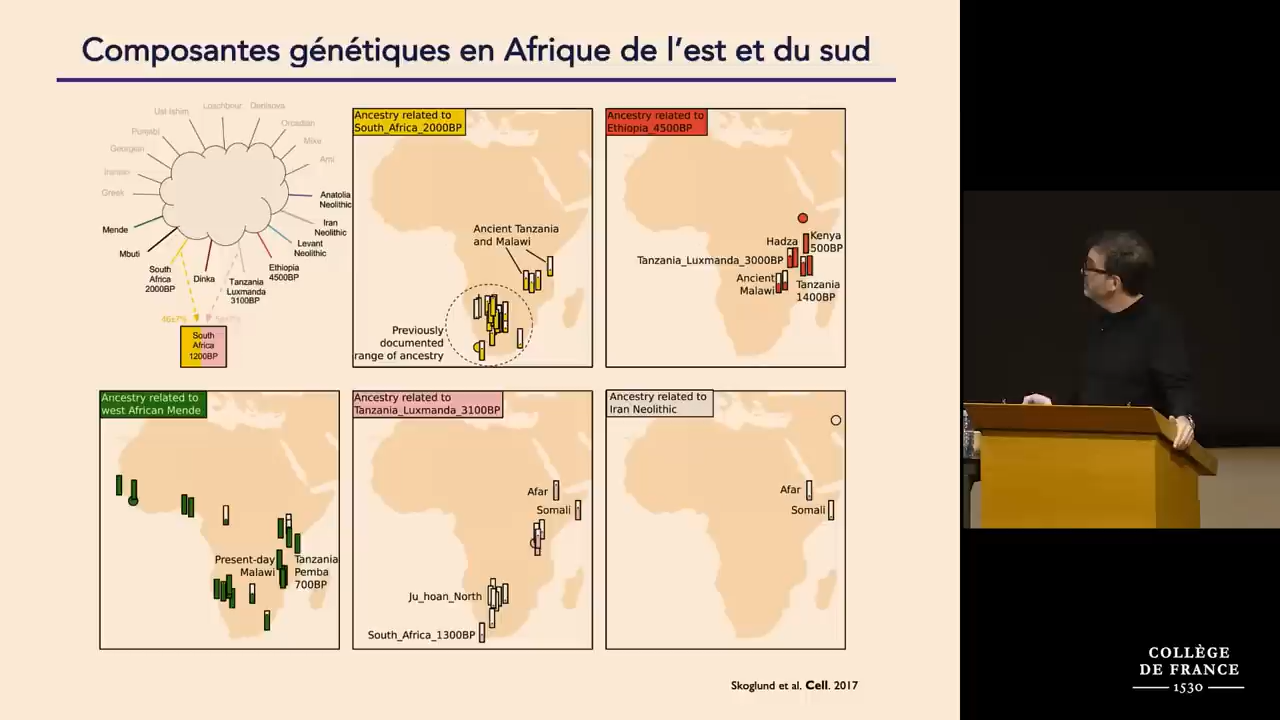 Composantes génétiques en Afrique de l'est et du sud
Ust-Ishim
Loschbour
Denisova
Orcadian
Mixe
Ami
Punjabi
Georgian
Iranian
Greek
Mende
Mbuti
South
Africa
2000BP
Dinka
Tanzania
Luxmanda
3100BP
Ethiopia
4500BP
Levant
Neolithic
Iran
Neolithic
Anatolia
Neolithic
46±7%
South
Africa
1200BP
Ancestry related to
South_Africa_2000BP
Ancient Tanzania
and Malawi
Previously
documented
range of ancestry
Ancestry related to
Ethiopia_4500BP
Hadza
Kenya
500BP
Tanzania_Luxmanda_3000BP
Ancient
Malawi
Tanzania
1400BP
Ancestry related to
west African Mende
Present-day
Malawi
Tanzania
Pemba
700BP
Ancestry related to
Tanzania_Luxmanda_3100BP
Afar
Somali
Ju_hoan_North
South_Africa_1300BP
Ancestry related to
Iran Neolithic
Afar
Somali
Skoglund et al. Cell. 2017
COLLÈGE
DE FRANCE
1530